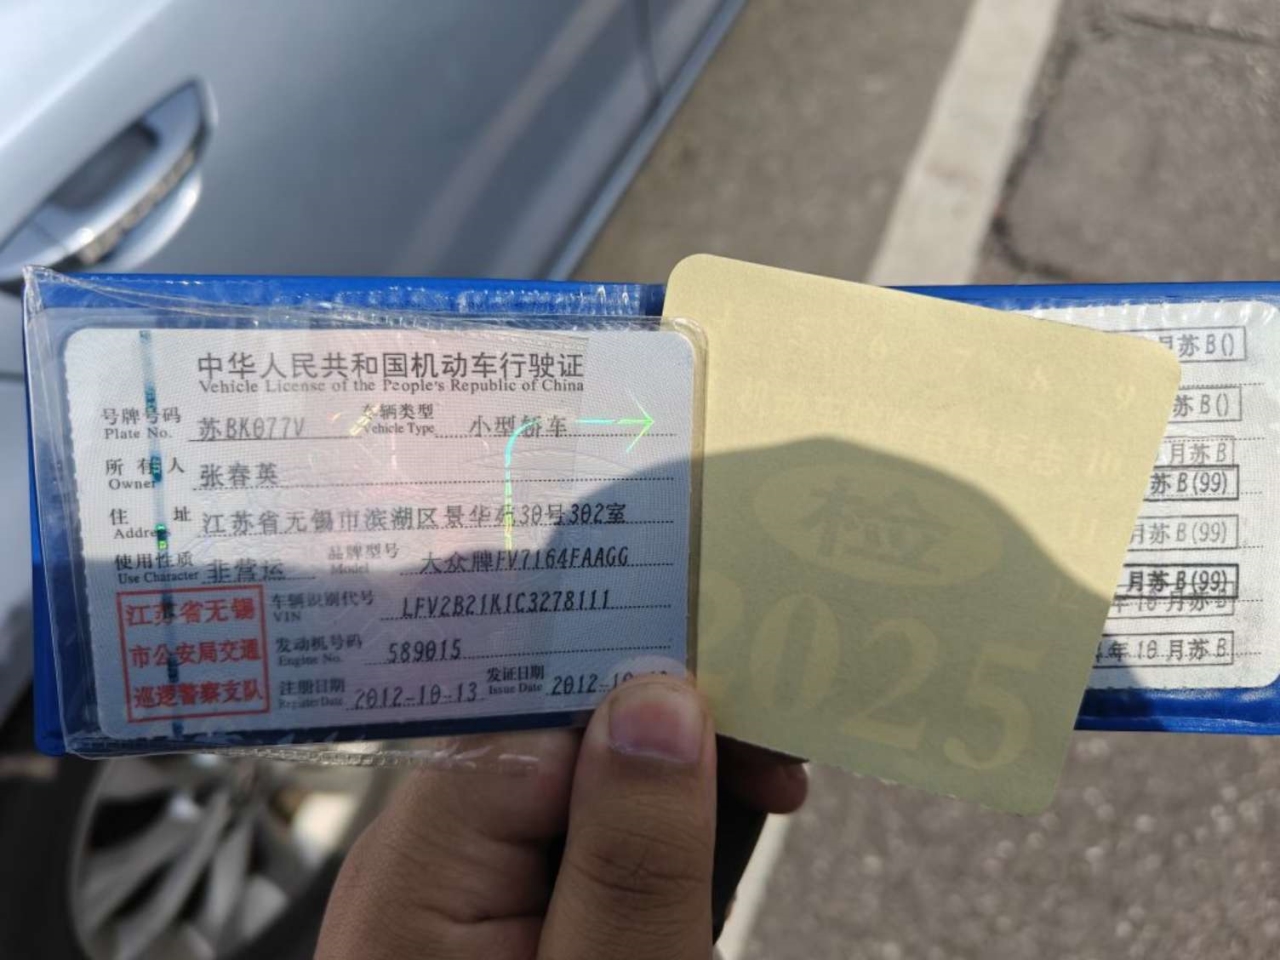 中华人民共和国机动车行驶证
Vehicle License of the People's Republic of China
号牌号码 苏BK077V 车辆类型 小型轿车
Plate No. Vehicle Type
所有人 张春英
Owner
住址 江苏省无锡市滨湖区景华苑30号302室
Address
使用性质 非营运 品牌型号 大众牌FV7164FAAGG
Use Character Model
车辆识别代号 LFV2B21K1C3278111
VIN
发动机号码 589015
Engine No.
注册日期 2012-10-13 发证日期 2012-10
Register Date Issue Date
江苏省无锡
市公安局交通
巡逻警察支队
检
2025
月苏B()
苏B()
月苏B
苏B(99)
月苏B(99)
月苏B(99)
年10月苏B
年10月苏B